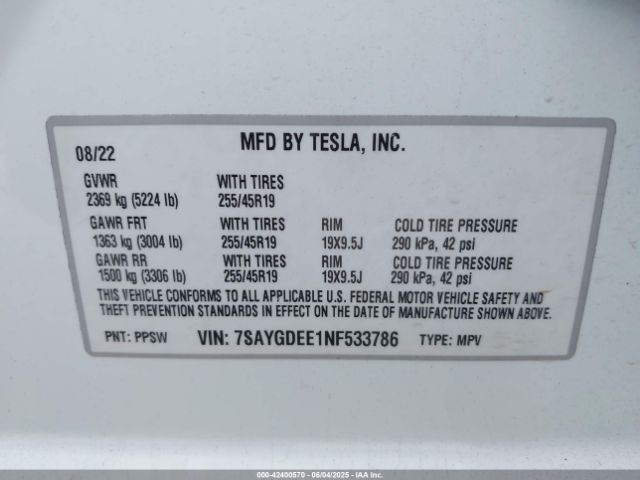 08/22 MFD BY TESLA, INC.
GVWR WITH TIRES
2369 kg (5224 lb) 255/45R19
GAWR FRT WITH TIRES RIM COLD TIRE PRESSURE
1363 kg (3004 lb) 255/45R19 19X9.5J 290 kPa, 42 psi
GAWR RR WITH TIRES RIM COLD TIRE PRESSURE
1500 kg (3306 lb) 255/45R19 19X9.5J 290 kPa, 42 psi
THIS VEHICLE CONFORMS TO ALL APPLICABLE U.S. FEDERAL MOTOR VEHICLE SAFETY AND
THEFT PREVENTION STANDARDS IN EFFECT ON THE DATE OF MANUFACTURE SHOWN ABOVE.
PNT: PPSW VIN: 7SAYGDEE1NF533786 TYPE: MPV
000-42400570 - 06/04/2025 - IAA Inc.